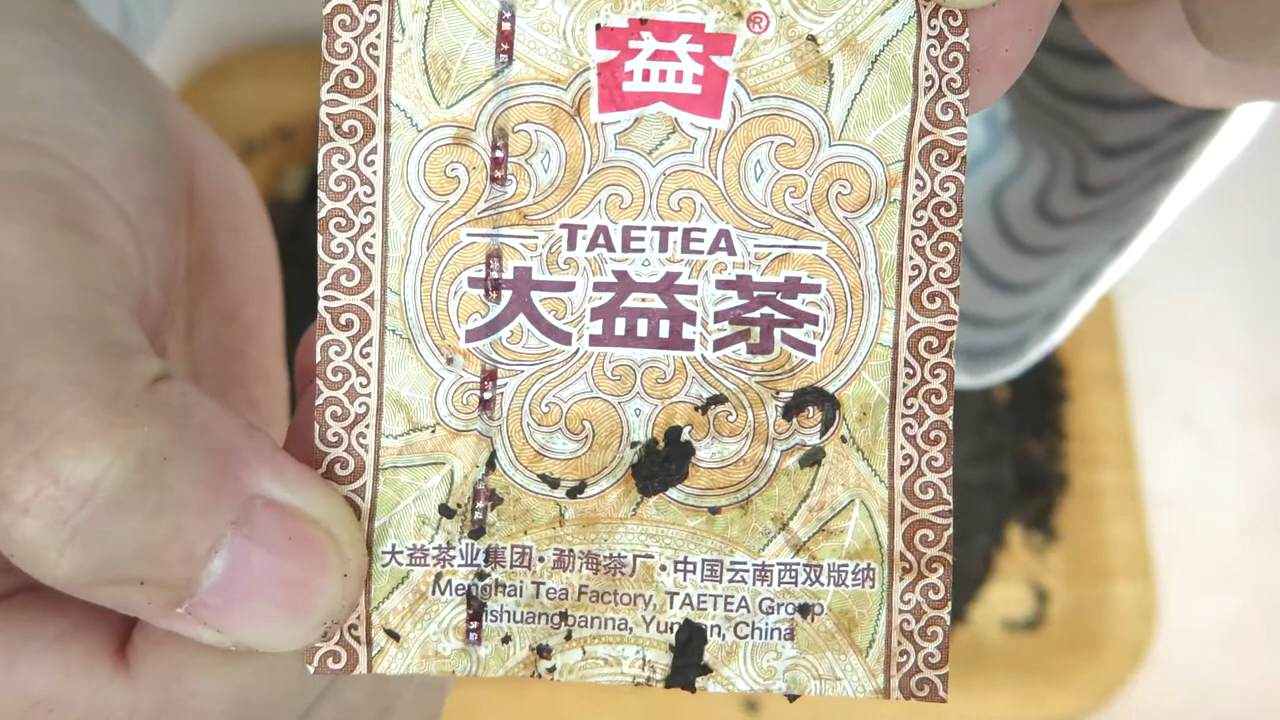 益®
TAETEA
大益茶
大益茶业集团·勐海茶厂·中国云南西双版纳
Menghai Tea Factory, TAETEA Group
China